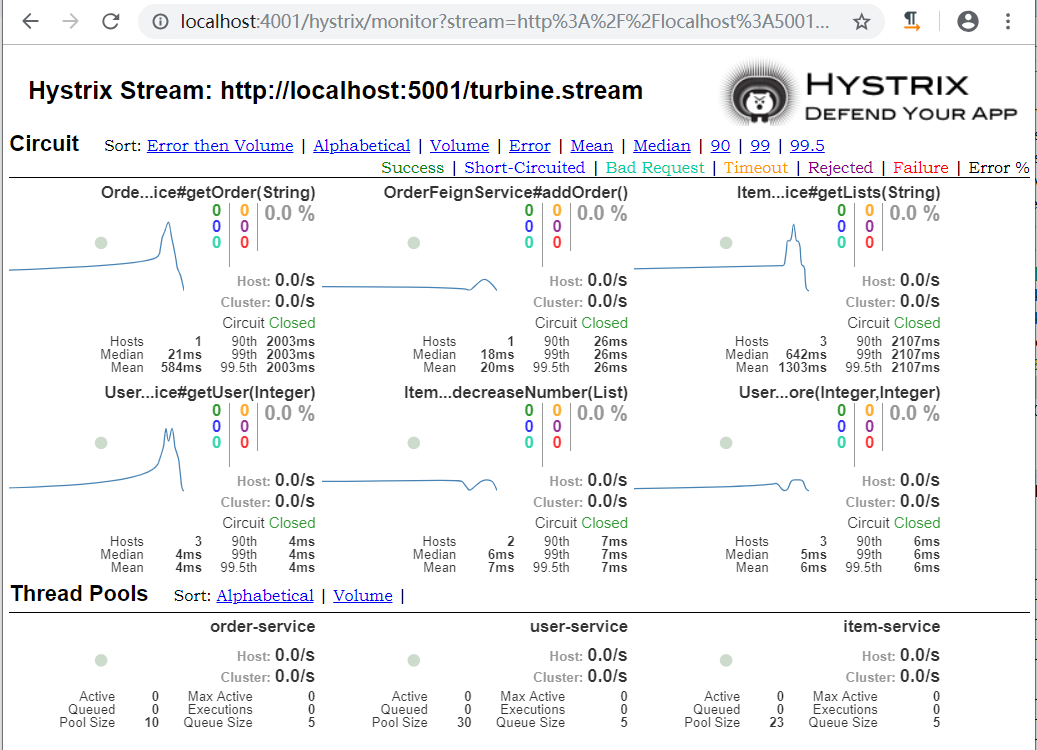 localhost:4001/hystrix/monitor?stream=http%3A%2F%2Flocalhost%3A5001...
Hystrix Stream: http://localhost:5001/turbine.stream
HYSTRIX
DEFEND YOUR APP
Circuit Sort: Error then Volume | Alphabetical | Volume | Error | Mean | Median | 90 | 99 | 99.5
Success | Short-Circuited | Bad Request | Timeout | Rejected | Failure | Error %
Orde...ice#getOrder(String)
0 0 0.0 %
0 0
0 0
Host: 0.0/s
Cluster: 0.0/s
Circuit Closed
Hosts 1 90th 2003ms
Median 21ms 99th 2003ms
Mean 584ms 99.5th 2003ms
OrderFeignService#addOrder()
0 0 0.0 %
0 0
0 0
Host: 0.0/s
Cluster: 0.0/s
Circuit Closed
Hosts 1 90th 26ms
Median 18ms 99th 26ms
Mean 20ms 99.5th 26ms
Item...ice#getLists(String)
0 0 0.0 %
0 0
0 0
Host: 0.0/s
Cluster: 0.0/s
Circuit Closed
Hosts 3 90th 2107ms
Median 642ms 99th 2107ms
Mean 1303ms 99.5th 2107ms
User...ice#getUser(Integer)
0 0 0.0 %
0 0
0 0
Host: 0.0/s
Cluster: 0.0/s
Circuit Closed
Hosts 3 90th 4ms
Median 4ms 99th 4ms
Mean 4ms 99.5th 4ms
Item...decreaseNumber(List)
0 0 0.0 %
0 0
0 0
Host: 0.0/s
Cluster: 0.0/s
Circuit Closed
Hosts 2 90th 7ms
Median 6ms 99th 7ms
Mean 7ms 99.5th 7ms
User...ore(Integer,Integer)
0 0 0.0 %
0 0
0 0
Host: 0.0/s
Cluster: 0.0/s
Circuit Closed
Hosts 3 90th 6ms
Median 5ms 99th 6ms
Mean 6ms 99.5th 6ms
Thread Pools Sort: Alphabetical | Volume |
order-service
Host: 0.0/s
Cluster: 0.0/s
Active 0 Max Active 0
Queued 0 Executions 0
Pool Size 10 Queue Size 5
user-service
Host: 0.0/s
Cluster: 0.0/s
Active 0 Max Active 0
Queued 0 Executions 0
Pool Size 30 Queue Size 5
item-service
Host: 0.0/s
Cluster: 0.0/s
Active 0 Max Active 0
Queued 0 Executions 0
Pool Size 23 Queue Size 5